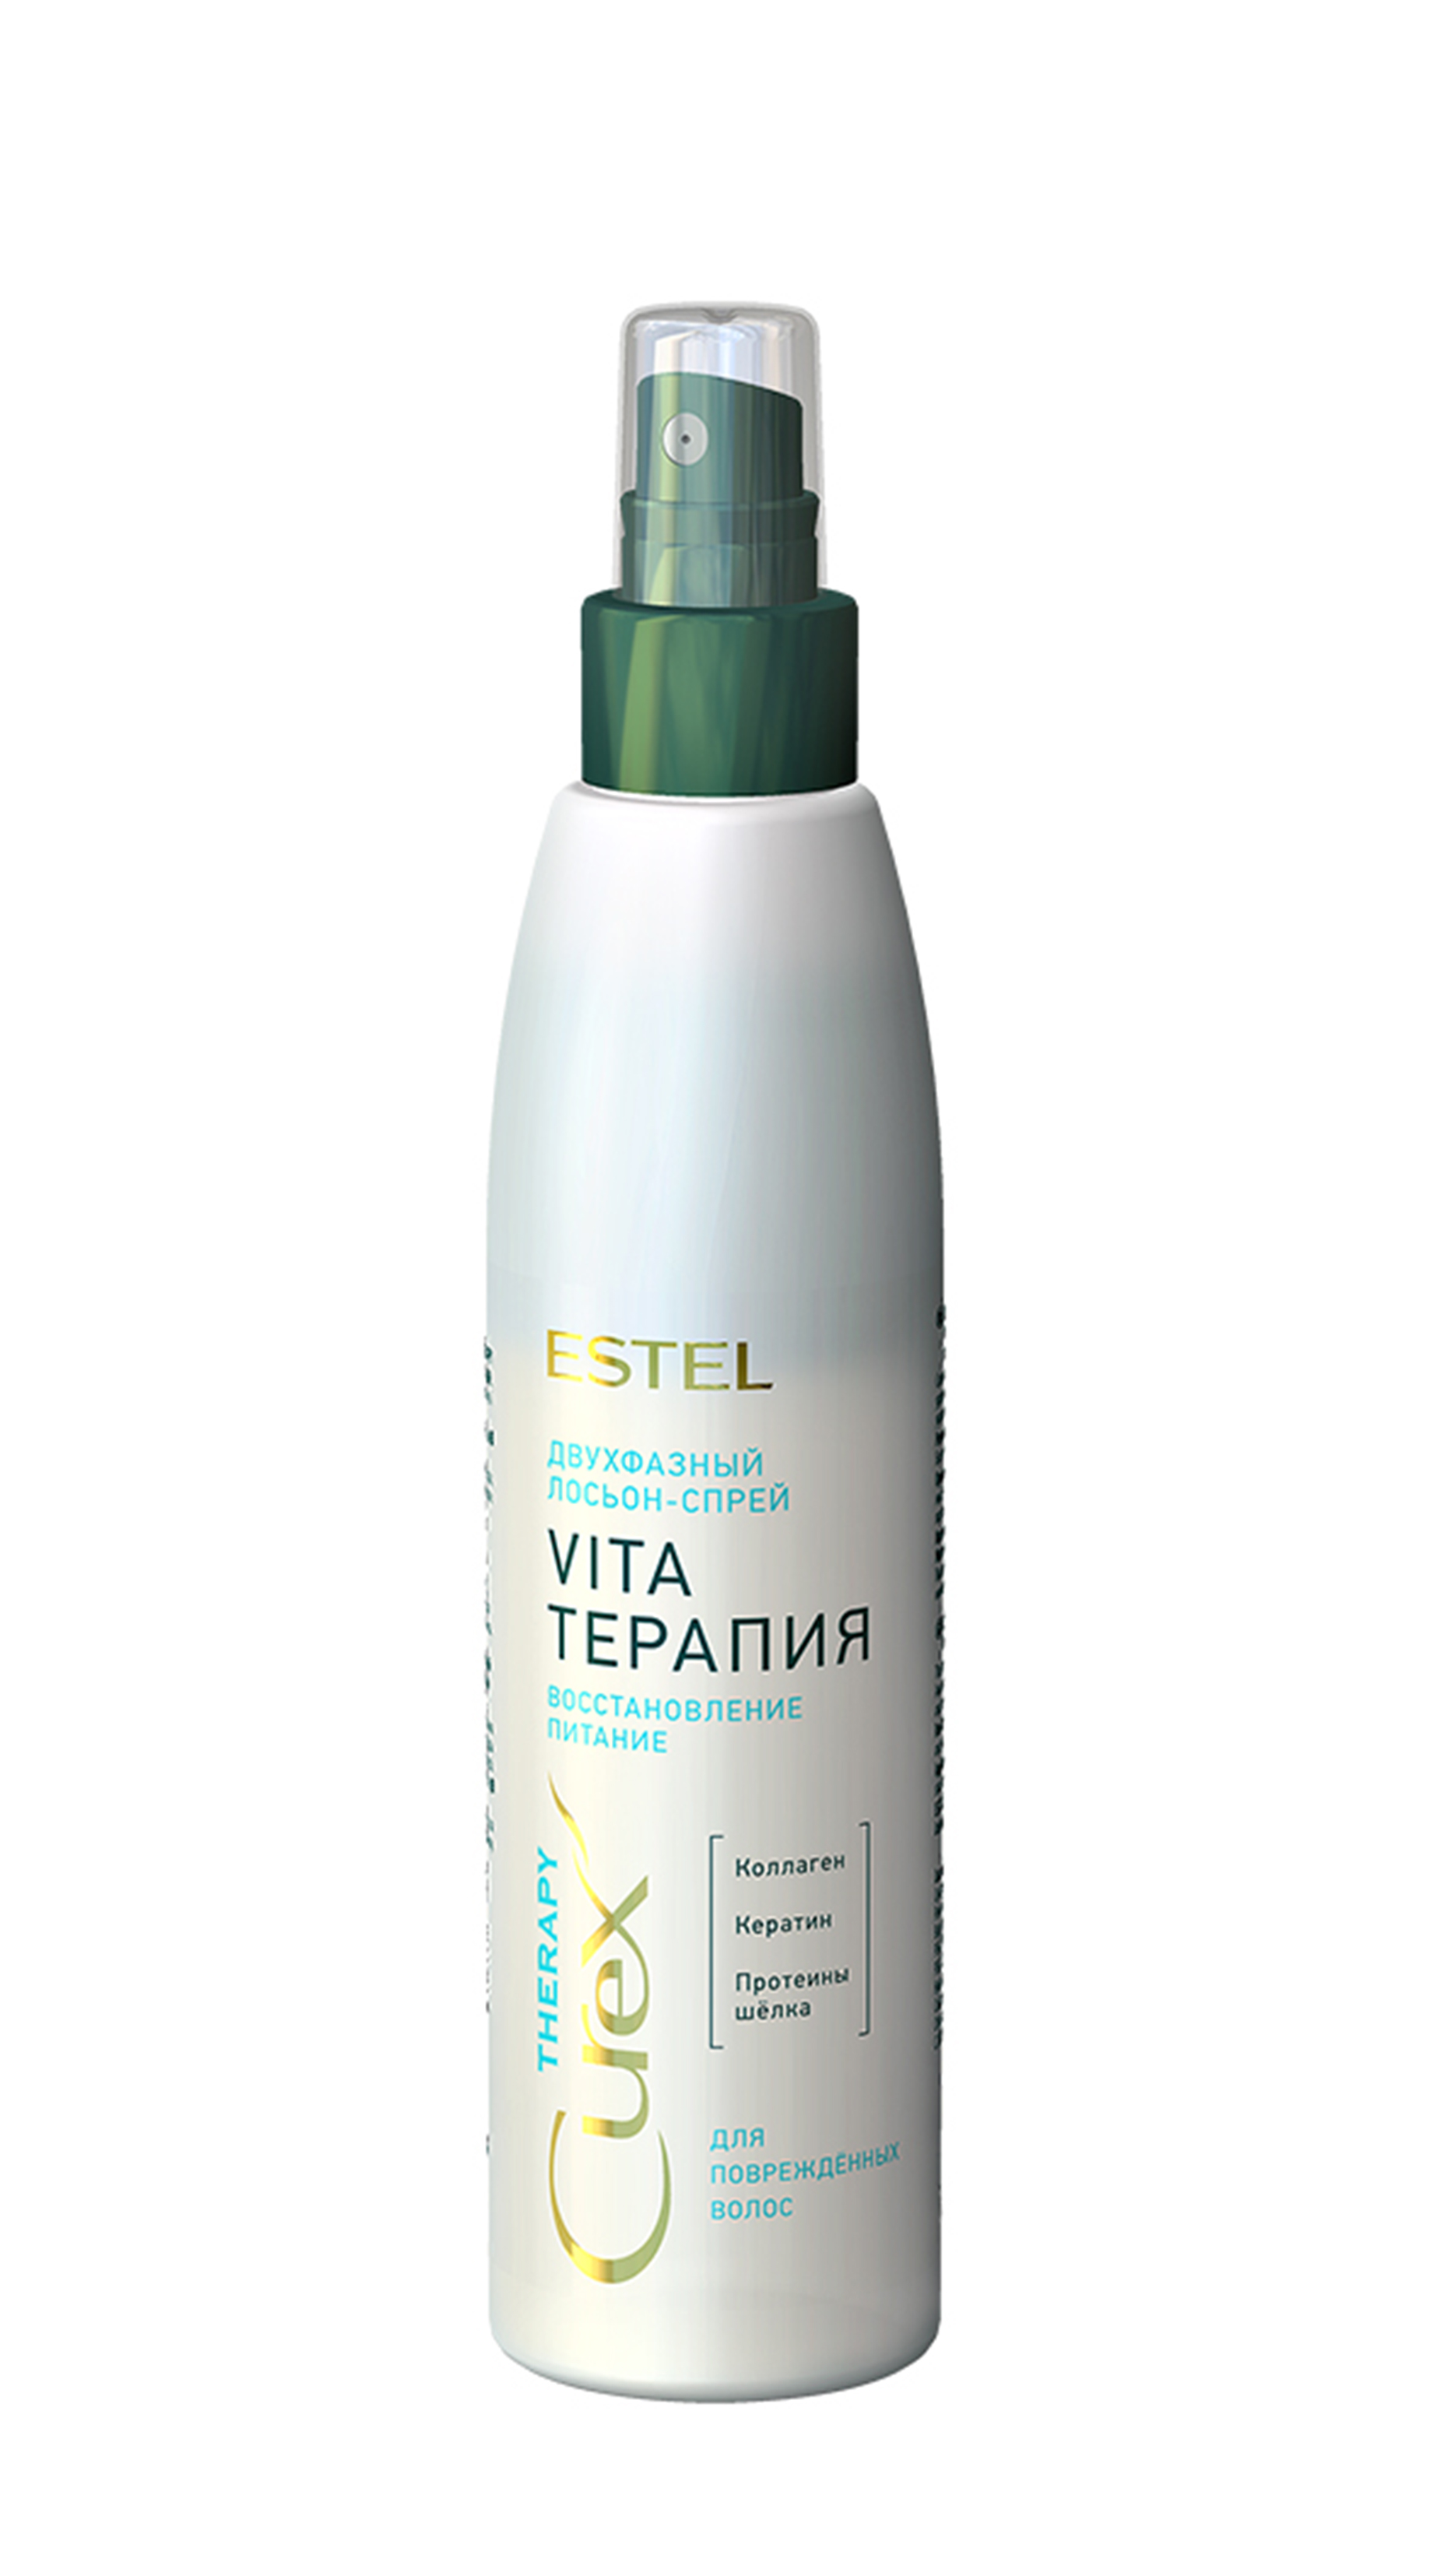 ESTEL
ДВУХФАЗНЫЙ
ЛОСЬОН-СПРЕЙ
VITA
ТЕРАПИЯ
ВОССТАНОВЛЕНИЕ
ПИТАНИЕ
THERAPY
Curex
Коллаген
Кератин
Протеины
шёлка
ДЛЯ
ПОВРЕЖДЁННЫХ
ВОЛОС